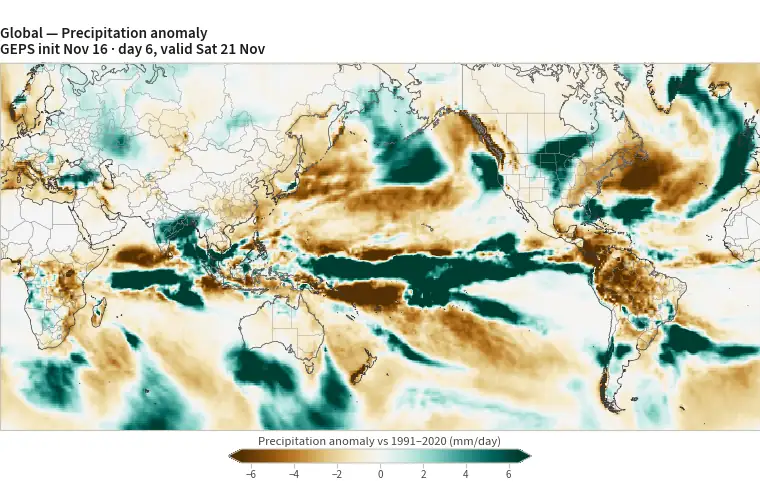 Global — Precipitation anomaly
GEPS init Nov 16 · day 6, valid Sat 21 Nov
Precipitation anomaly vs 1991–2020 (mm/day)
−6 −4 −2 0 2 4 6